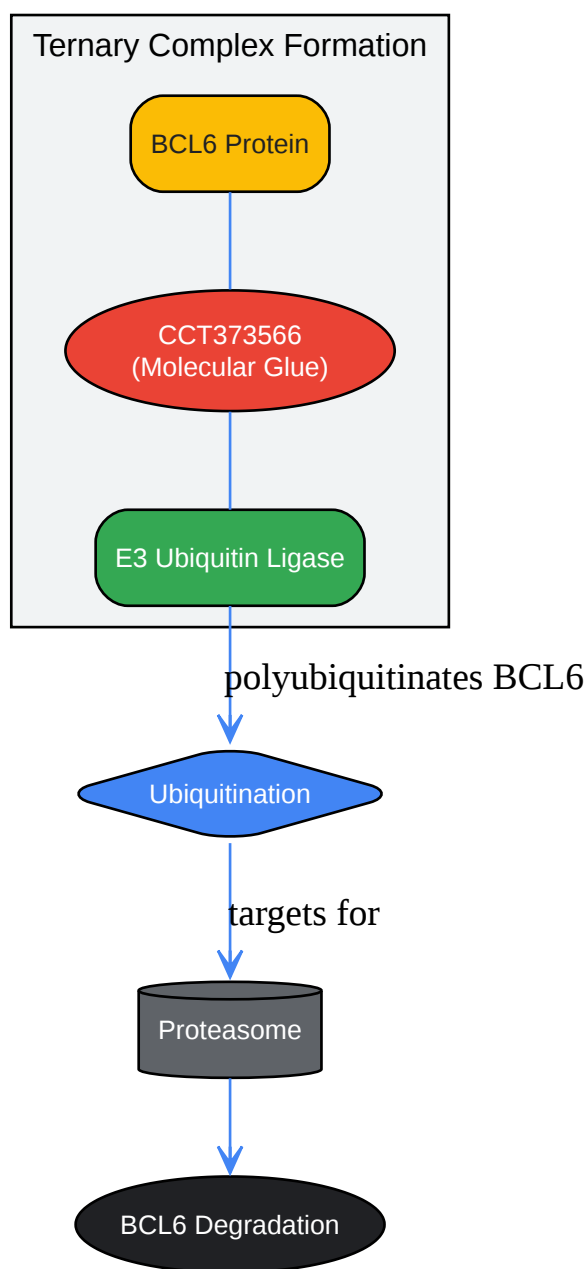 Ternary Complex Formation
BCL6 Protein
CCT373566
(Molecular Glue)
E3 Ubiquitin Ligase
polyubiquitinates BCL6
Ubiquitination
targets for
Proteasome
BCL6 Degradation